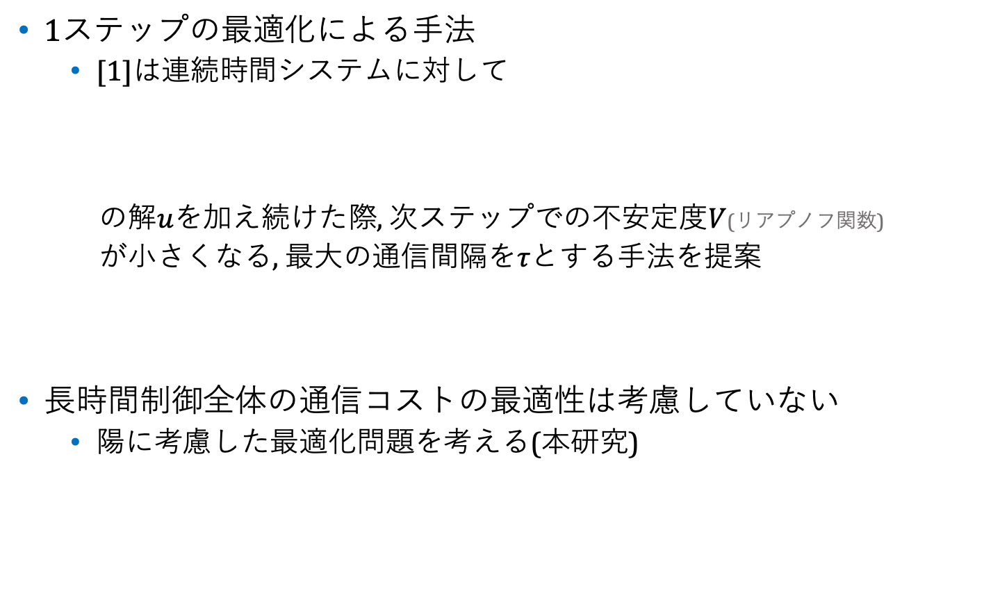 • 1ステップの最適化による手法
• [1]は連続時間システムに対して
の解uを加え続けた際, 次ステップでの不安定度V(リアプノフ関数)
が小さくなる, 最大の通信間隔をτとする手法を提案
• 長時間制御全体の通信コストの最適性は考慮していない
• 陽に考慮した最適化問題を考える(本研究)